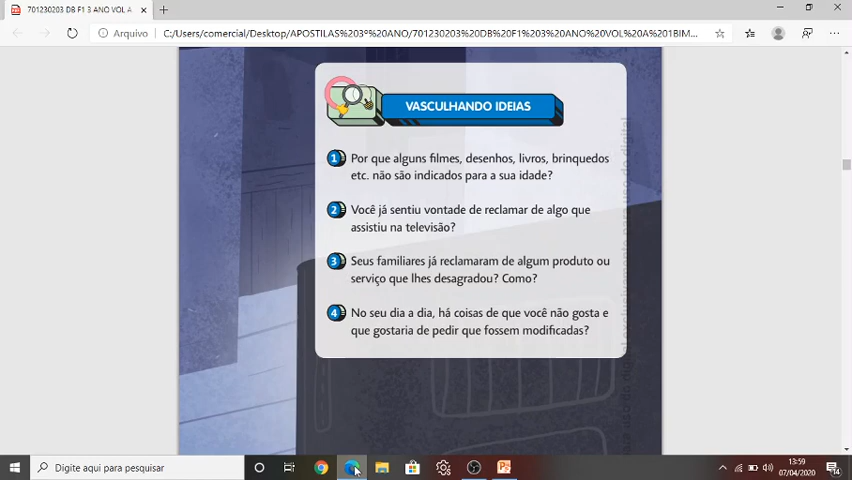 701230203 DB F1 3 ANO VOL A
Arquivo
C:/Users/comercial/Desktop/APOSTILAS%203º%20ANO/701230203%20DB%20F1%203%20ANO%20VOL%20A%201BIM...
VASCULHANDO IDEIAS
1 Por que alguns filmes, desenhos, livros, brinquedos
etc. não são indicados para a sua idade?
2 Você já sentiu vontade de reclamar de algo que
assistiu na televisão?
3 Seus familiares já reclamaram de algum produto ou
serviço que lhes desagradou? Como?
4 No seu dia a dia, há coisas de que você não gosta e
que gostaria de pedir que fossem modificadas?
Digite aqui para pesquisar
13:59
07/04/2020
14